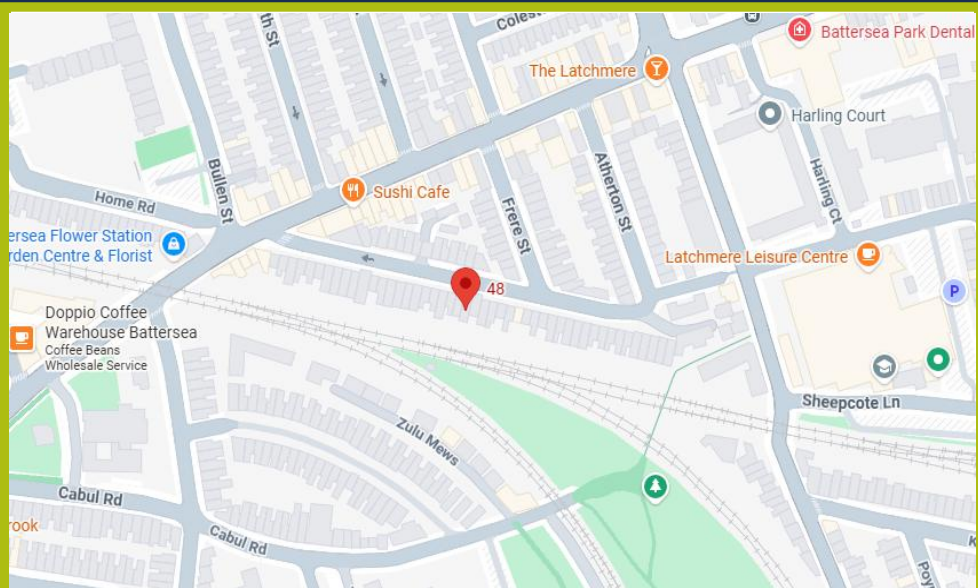 Colest
th St
Battersea Park Dental
The Latchmere
Harling Court
Bullen St
Sushi Cafe
Frere St
Atherton St
Harling Ct
Home Rd
ersea Flower Station
rden Centre & Florist
Latchmere Leisure Centre
48
P
Doppio Coffee
Warehouse Battersea
Coffee Beans
Wholesale Service
Sheepcote Ln
Zulu Mews
Cabul Rd
rook
Cabul Rd
K
Poy